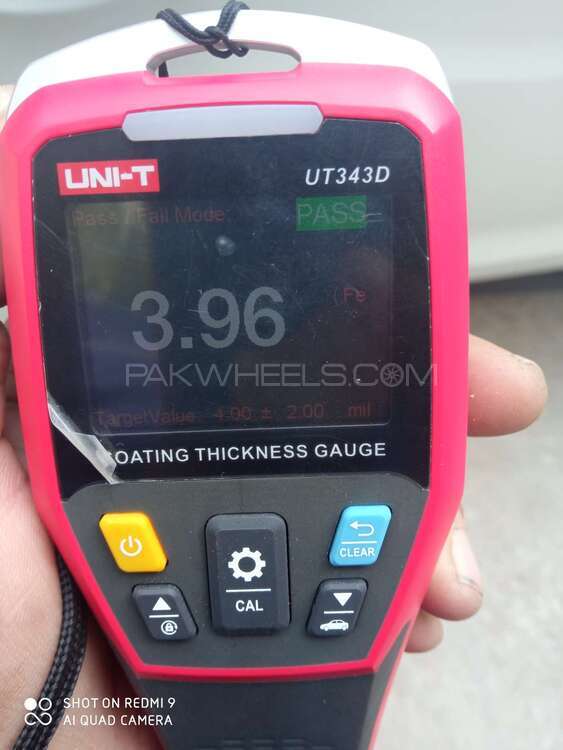 UNI-T UT343D
Pass / Fail Mode: PASS
(Fe
3.96
PAKWHEELS.COM
Target Value: 4.00 ± 2.00 mil
COATING THICKNESS GAUGE
CLEAR
CAL
SHOT ON REDMI 9
AI QUAD CAMERA